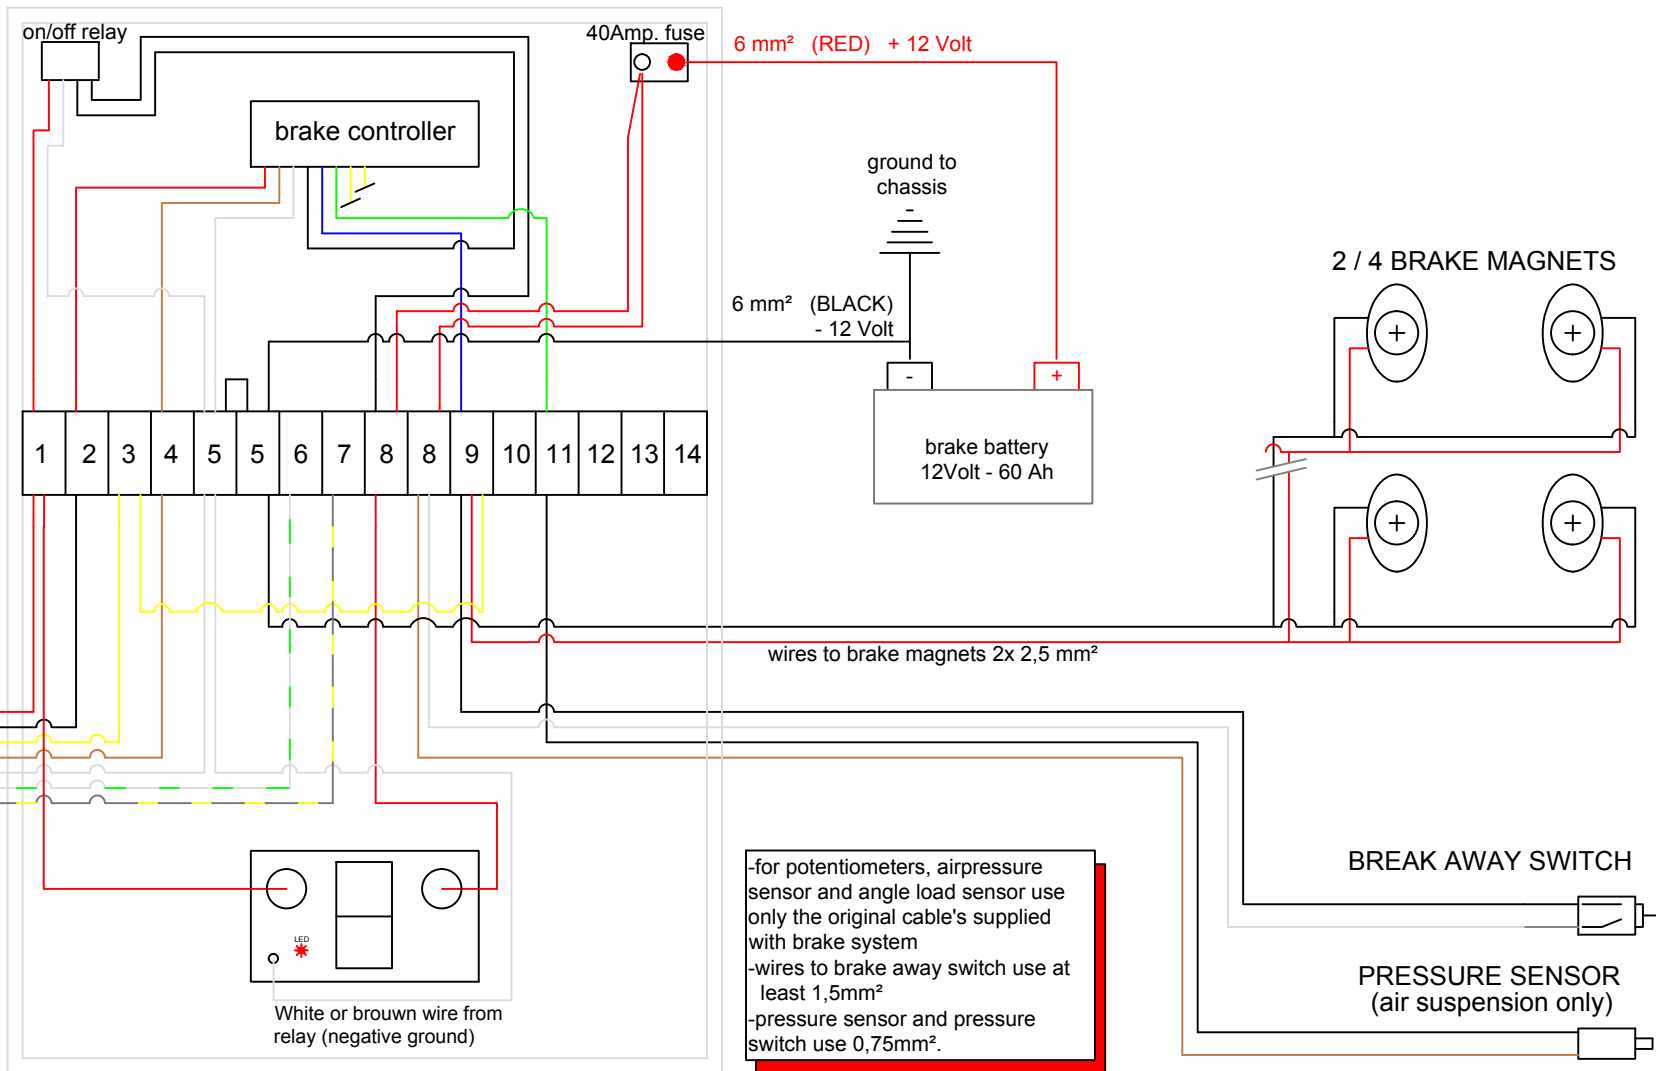 on/off relay
40Amp. fuse
6 mm² (RED) + 12 Volt
brake controller
ground to
chassis
-
2 / 4 BRAKE MAGNETS
6 mm² (BLACK)
- 12 Volt
-
+
+
+
brake battery
12Volt - 60 Ah
1 2 3 4 5 5 6 7 8 8 9 10 11 12 13 14
+
+
wires to brake magnets 2x 2,5 mm²
LED
White or brouwn wire from
relay (negative ground)
-for potentiometers, airpressure
sensor and angle load sensor use
only the original cable's supplied
with brake system
-wires to brake away switch use at
least 1,5mm²
-pressure sensor and pressure
switch use 0,75mm².
BREAK AWAY SWITCH
PRESSURE SENSOR
(air suspension only)